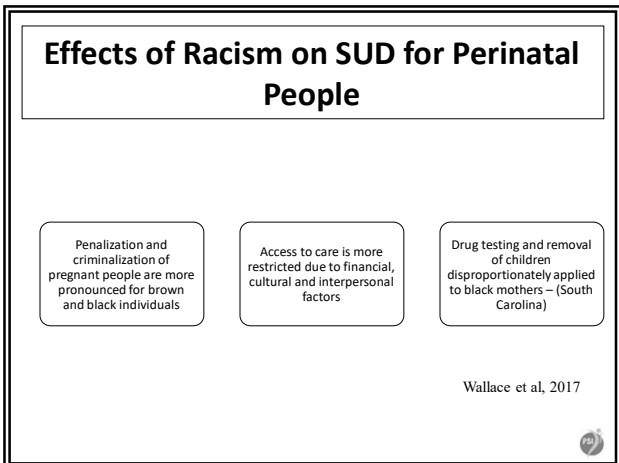 Effects of Racism on SUD for Perinatal
People
Penalization and
criminalization of
pregnant people are more
pronounced for brown
and black individuals
Access to care is more
restricted due to financial,
cultural and interpersonal
factors
Drug testing and removal
of children
disproportionately applied
to black mothers – (South
Carolina)
Wallace et al, 2017
PSI